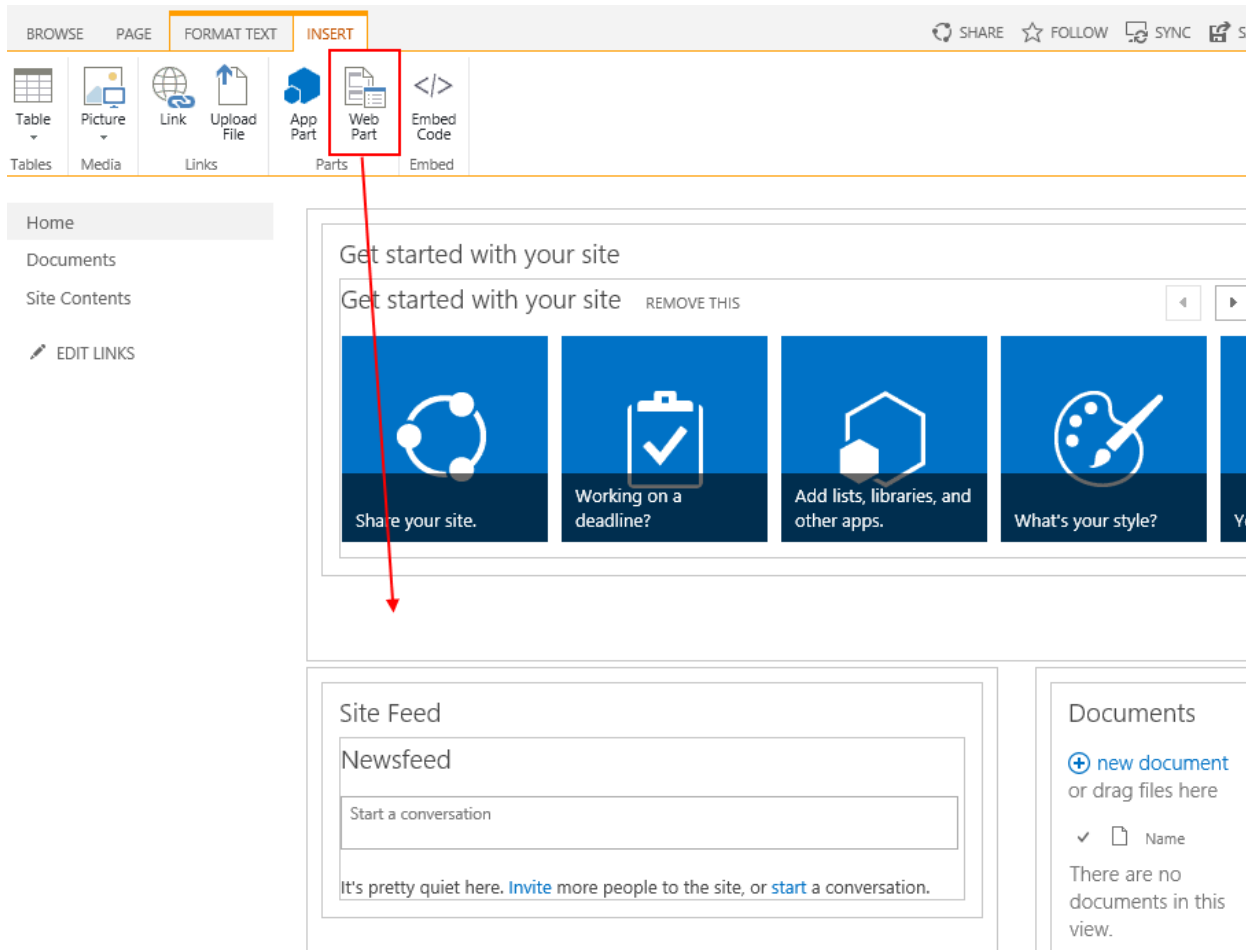 BROWSE PAGE FORMAT TEXT INSERT SHARE FOLLOW SYNC S
Table Picture Link Upload File App Part Web Part Embed Code
Tables Media Links Parts Embed
Home
Documents
Site Contents
EDIT LINKS
Get started with your site
Get started with your site REMOVE THIS
Share your site.
Working on a
deadline?
Add lists, libraries, and
other apps.
What's your style?
Y
Site Feed
Newsfeed
Start a conversation
It's pretty quiet here. Invite more people to the site, or start a conversation.
Documents
new document
or drag files here
Name
There are no
documents in this
view.